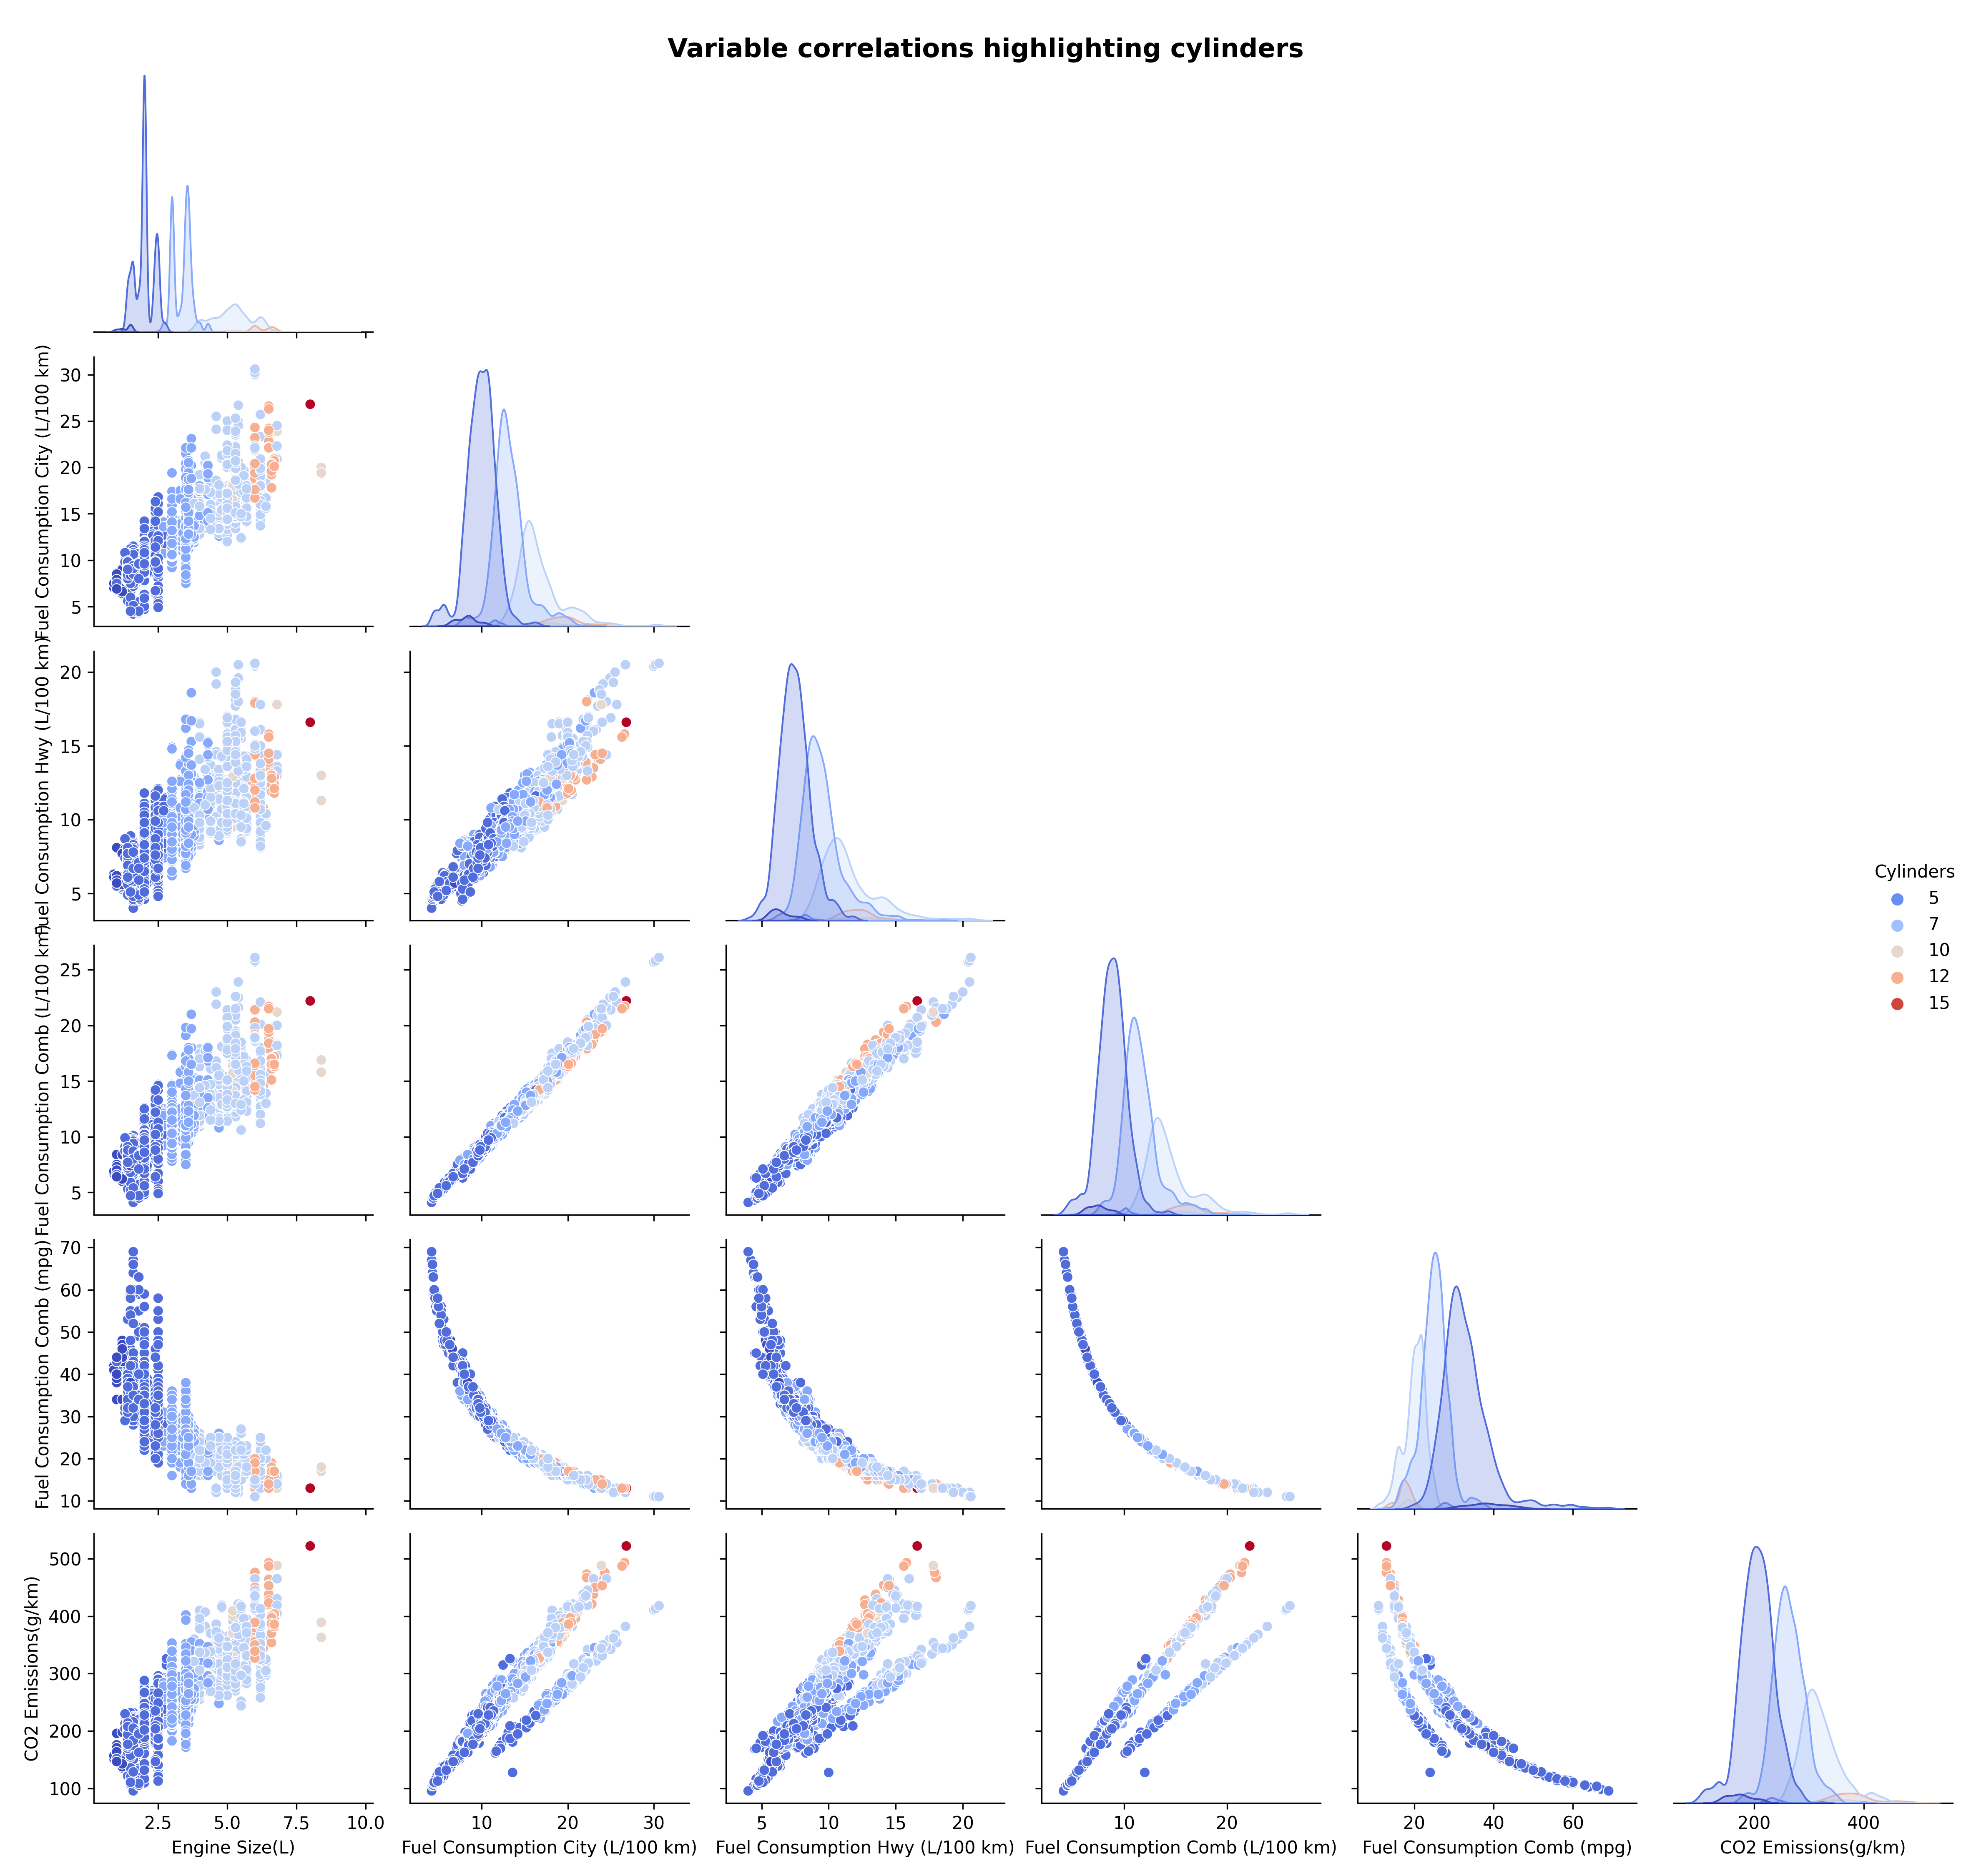 Variable correlations highlighting cylinders
Fuel Consumption City (L/100 km)
30
25
20
15
10
5
Fuel Consumption Hwy (L/100 km)
20
15
10
5
Cylinders
5
7
10
12
15
Fuel Consumption Comb (L/100 km)
25
20
15
10
5
Fuel Consumption Comb (mpg)
70
60
50
40
30
20
10
CO2 Emissions(g/km)
500
400
300
200
100
2.5 5.0 7.5 10.0
10 20 30
5 10 15 20
10 20
20 40 60
200 400
Engine Size(L)
Fuel Consumption City (L/100 km)
Fuel Consumption Hwy (L/100 km)
Fuel Consumption Comb (L/100 km)
Fuel Consumption Comb (mpg)
CO2 Emissions(g/km)